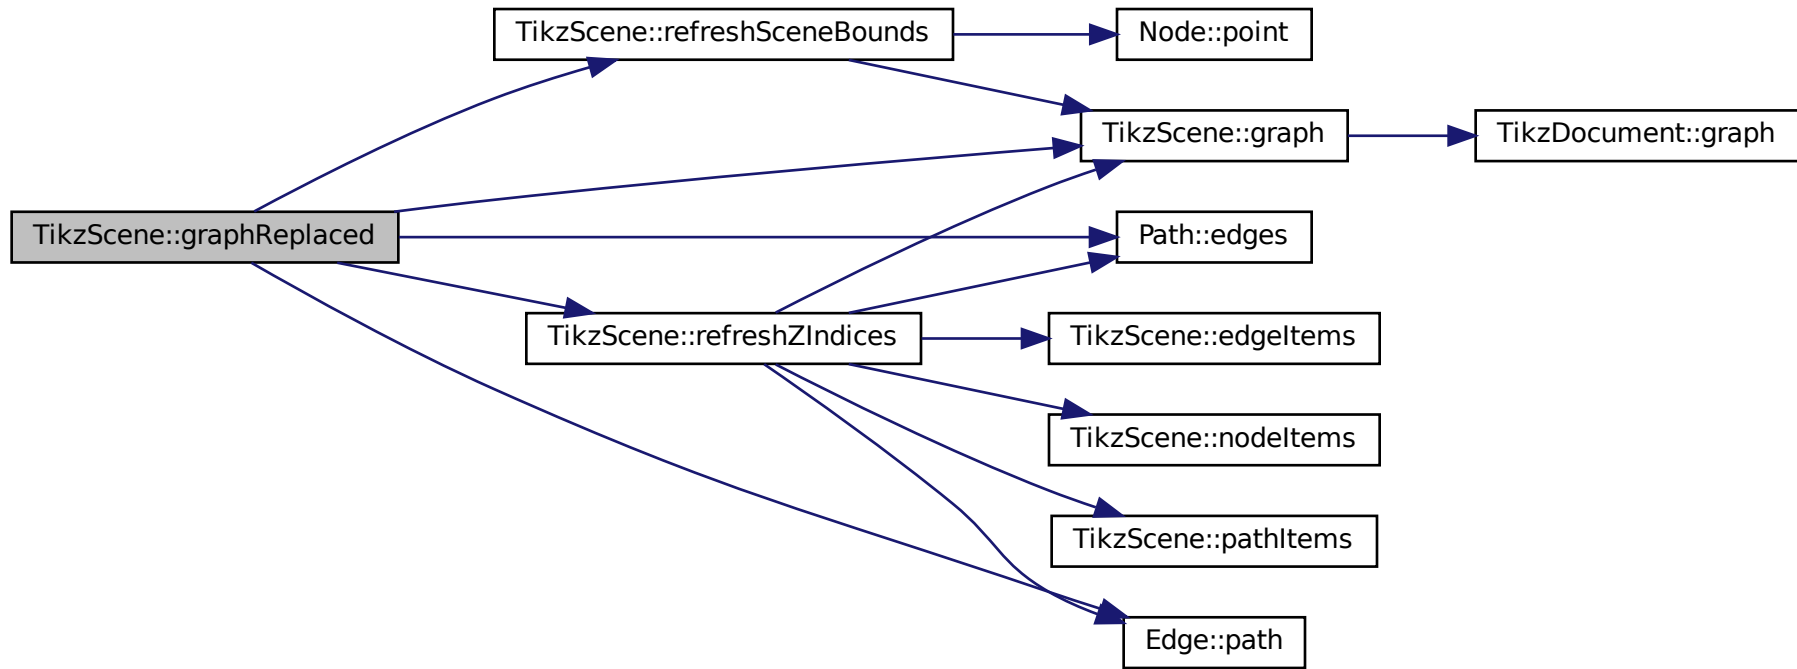 TikzScene::refreshSceneBounds
Node::point
TikzScene::graph
TikzDocument::graph
TikzScene::graphReplaced
Path::edges
TikzScene::refreshZIndices
TikzScene::edgeItems
TikzScene::nodeItems
TikzScene::pathItems
Edge::path